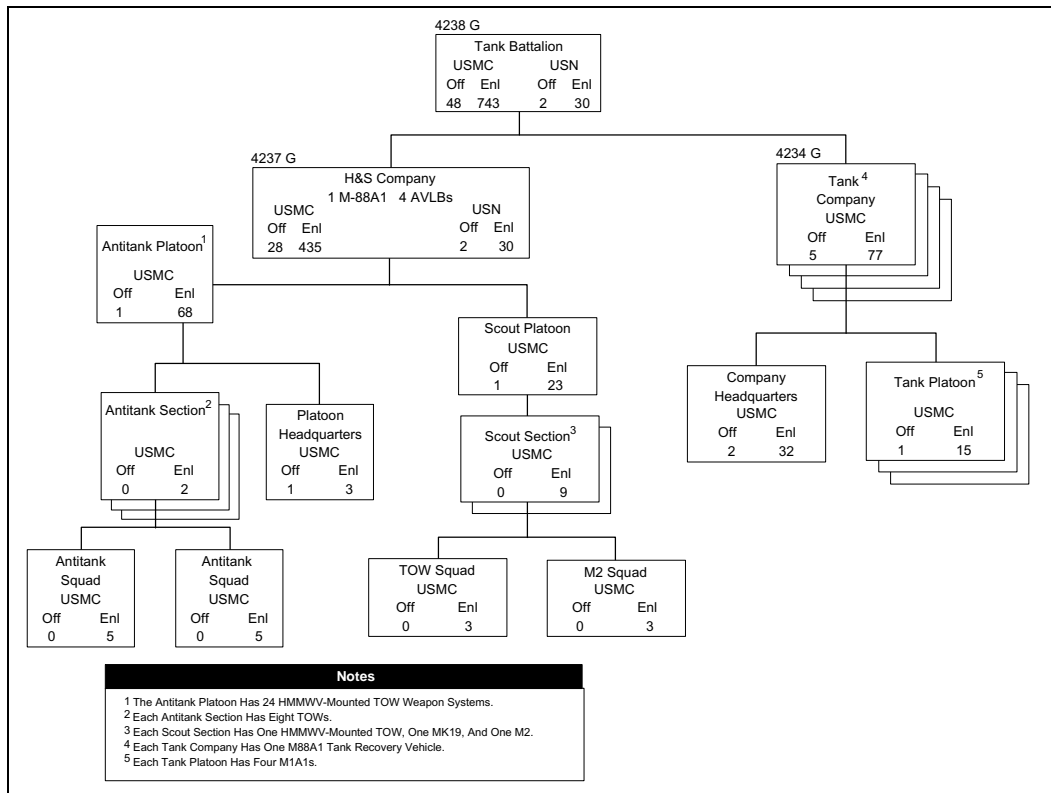 4238 G
Tank Battalion
USMC USN
Off Enl Off Enl
48 743 2 30
4237 G
H&S Company
1 M-88A1 4 AVLBs
USMC USN
Off Enl Off Enl
28 435 2 30
4234 G
Tank 4
Company
USMC
Off Enl
5 77
Antitank Platoon 1
USMC
Off Enl
1 68
Scout Platoon
USMC
Off Enl
1 23
Company
Headquarters
USMC
Off Enl
2 32
Tank Platoon 5
USMC
Off Enl
1 15
Antitank Section 2
USMC
Off Enl
0 2
Platoon
Headquarters
USMC
Off Enl
1 3
Scout Section 3
USMC
Off Enl
0 9
Antitank
Squad
USMC
Off Enl
0 5
Antitank
Squad
USMC
Off Enl
0 5
TOW Squad
USMC
Off Enl
0 3
M2 Squad
USMC
Off Enl
0 3
Notes
1 The Antitank Platoon Has 24 HMMWV-Mounted TOW Weapon Systems.
2 Each Antitank Section Has Eight TOWs.
3 Each Scout Section Has One HMMWV-Mounted TOW, One MK19, And One M2.
4 Each Tank Company Has One M88A1 Tank Recovery Vehicle.
5 Each Tank Platoon Has Four M1A1s.